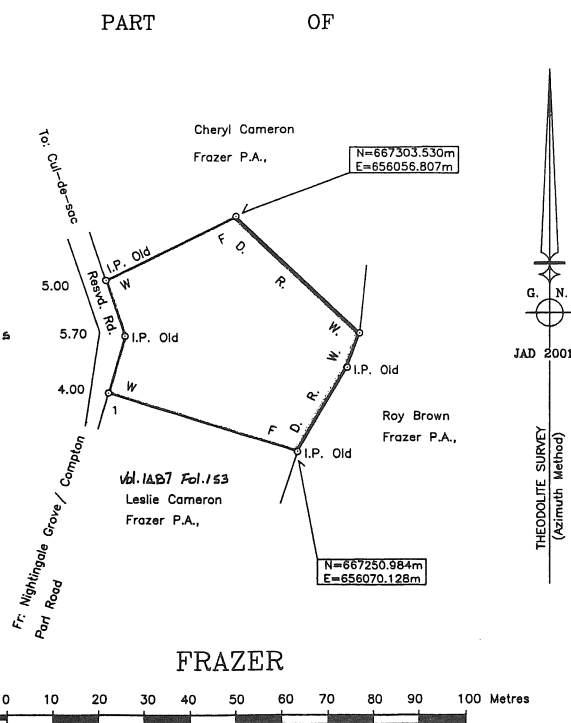 PART OF
Cheryl Cameron
Frazer P.A.,
N=667303.530m
E=656056.807m
To: Cul-de-sac
I.P. Old
W
F
D.
R.
W.
Resvd. Rd.
5.00
5.70
4.00
I.P. Old
W
1
W.
I.P. Old
R.
D.
F
I.P. Old
G. N.
JAD 2001
THEODOLITE SURVEY
(Azimuth Method)
Roy Brown
Frazer P.A.,
Fol.153
Leslie Cameron
Frazer P.A.,
N=667250.984m
E=656070.128m
Fr: Nightingale Grove/ Compton
Part Road
FRAZER
0 10 20 30 40 50 60 70 80 90 100 Metres